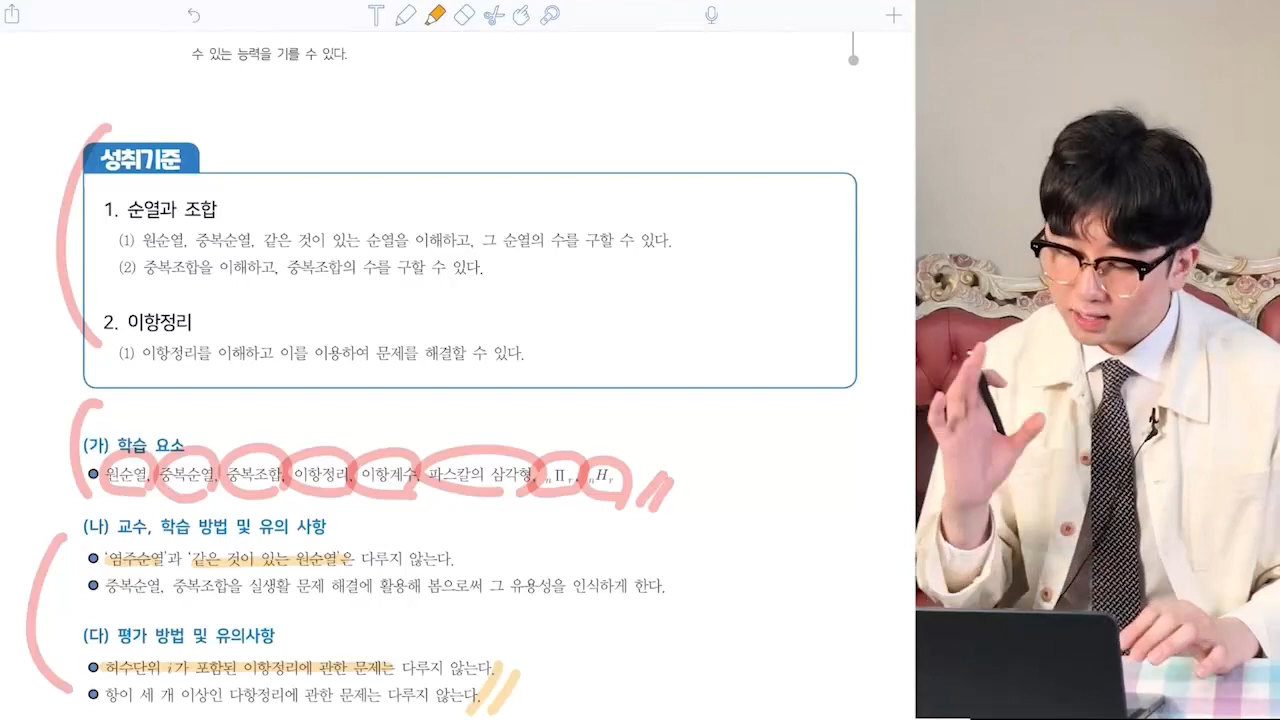 수 있는 능력을 기를 수 있다.
성취기준
1. 순열과 조합
(1) 원순열, 중복순열, 같은 것이 있는 순열을 이해하고, 그 순열의 수를 구할 수 있다.
(2) 중복조합을 이해하고, 중복조합의 수를 구할 수 있다.
2. 이항정리
(1) 이항정리를 이해하고 이를 이용하여 문제를 해결할 수 있다.
(가) 학습 요소
● 원순열, 중복순열, 중복조합, 이항정리, 이항계수, 파스칼의 삼각형, ₙΠᵣ, ₙHᵣ
(나) 교수, 학습 방법 및 유의 사항
● '염주순열'과 '같은 것이 있는 원순열'은 다루지 않는다.
● 중복순열, 중복조합을 실생활 문제 해결에 활용해 봄으로써 그 유용성을 인식하게 한다.
(다) 평가 방법 및 유의사항
● 허수단위 i가 포함된 이항정리에 관한 문제는 다루지 않는다.
● 항이 세 개 이상인 다항정리에 관한 문제는 다루지 않는다.